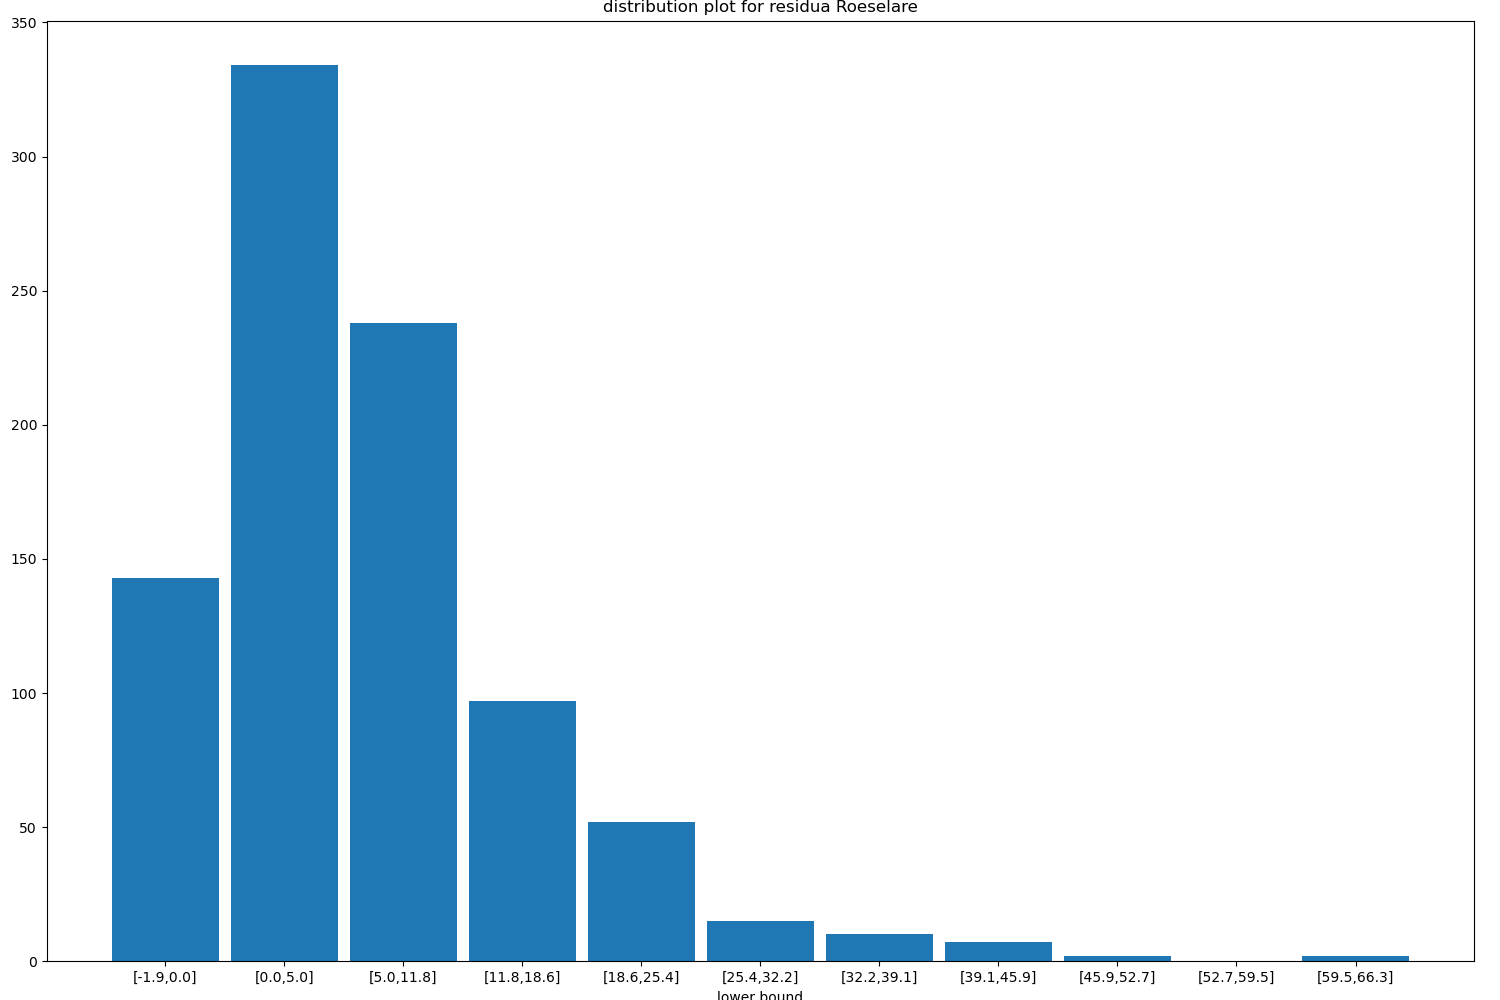 distribution plot for residua Roeselare
350
300
250
200
150
100
50
0
[-1.9,0.0] [0.0,5.0] [5.0,11.8] [11.8,18.6] [18.6,25.4] [25.4,32.2] [32.2,39.1] [39.1,45.9] [45.9,52.7] [52.7,59.5] [59.5,66.3]
lower bound